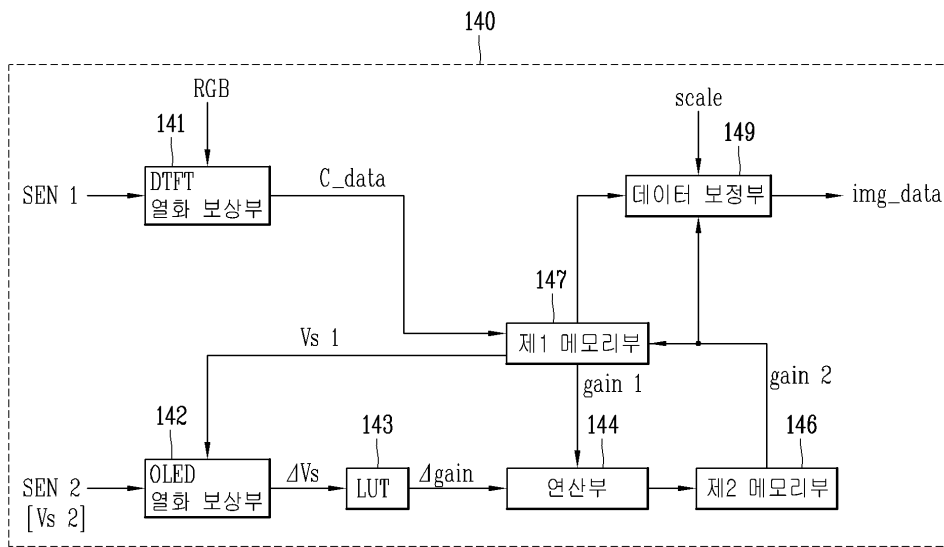 140
RGB
scale
141
149
SEN 1
DTFT
열화 보상부
C_data
데이터 보정부
img_data
147
Vs 1
제1 메모리부
gain 1
gain 2
142
143
144
146
SEN 2
[Vs 2]
OLED
열화 보상부
ΔVs
LUT
Δgain
연산부
제2 메모리부